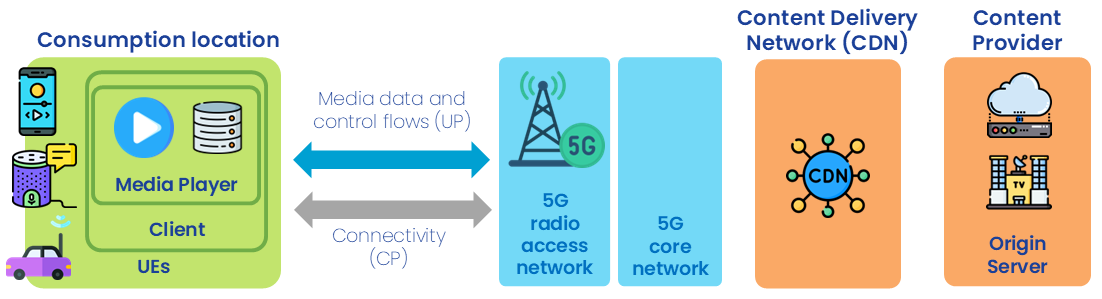 Consumption location
Media Player
Client
UEs
Media data and
control flows (UP)
Connectivity
(CP)
5G
5G
radio
access
network
5G
core
network
Content Delivery
Network (CDN)
CDN
Content
Provider
TV
Origin
Server